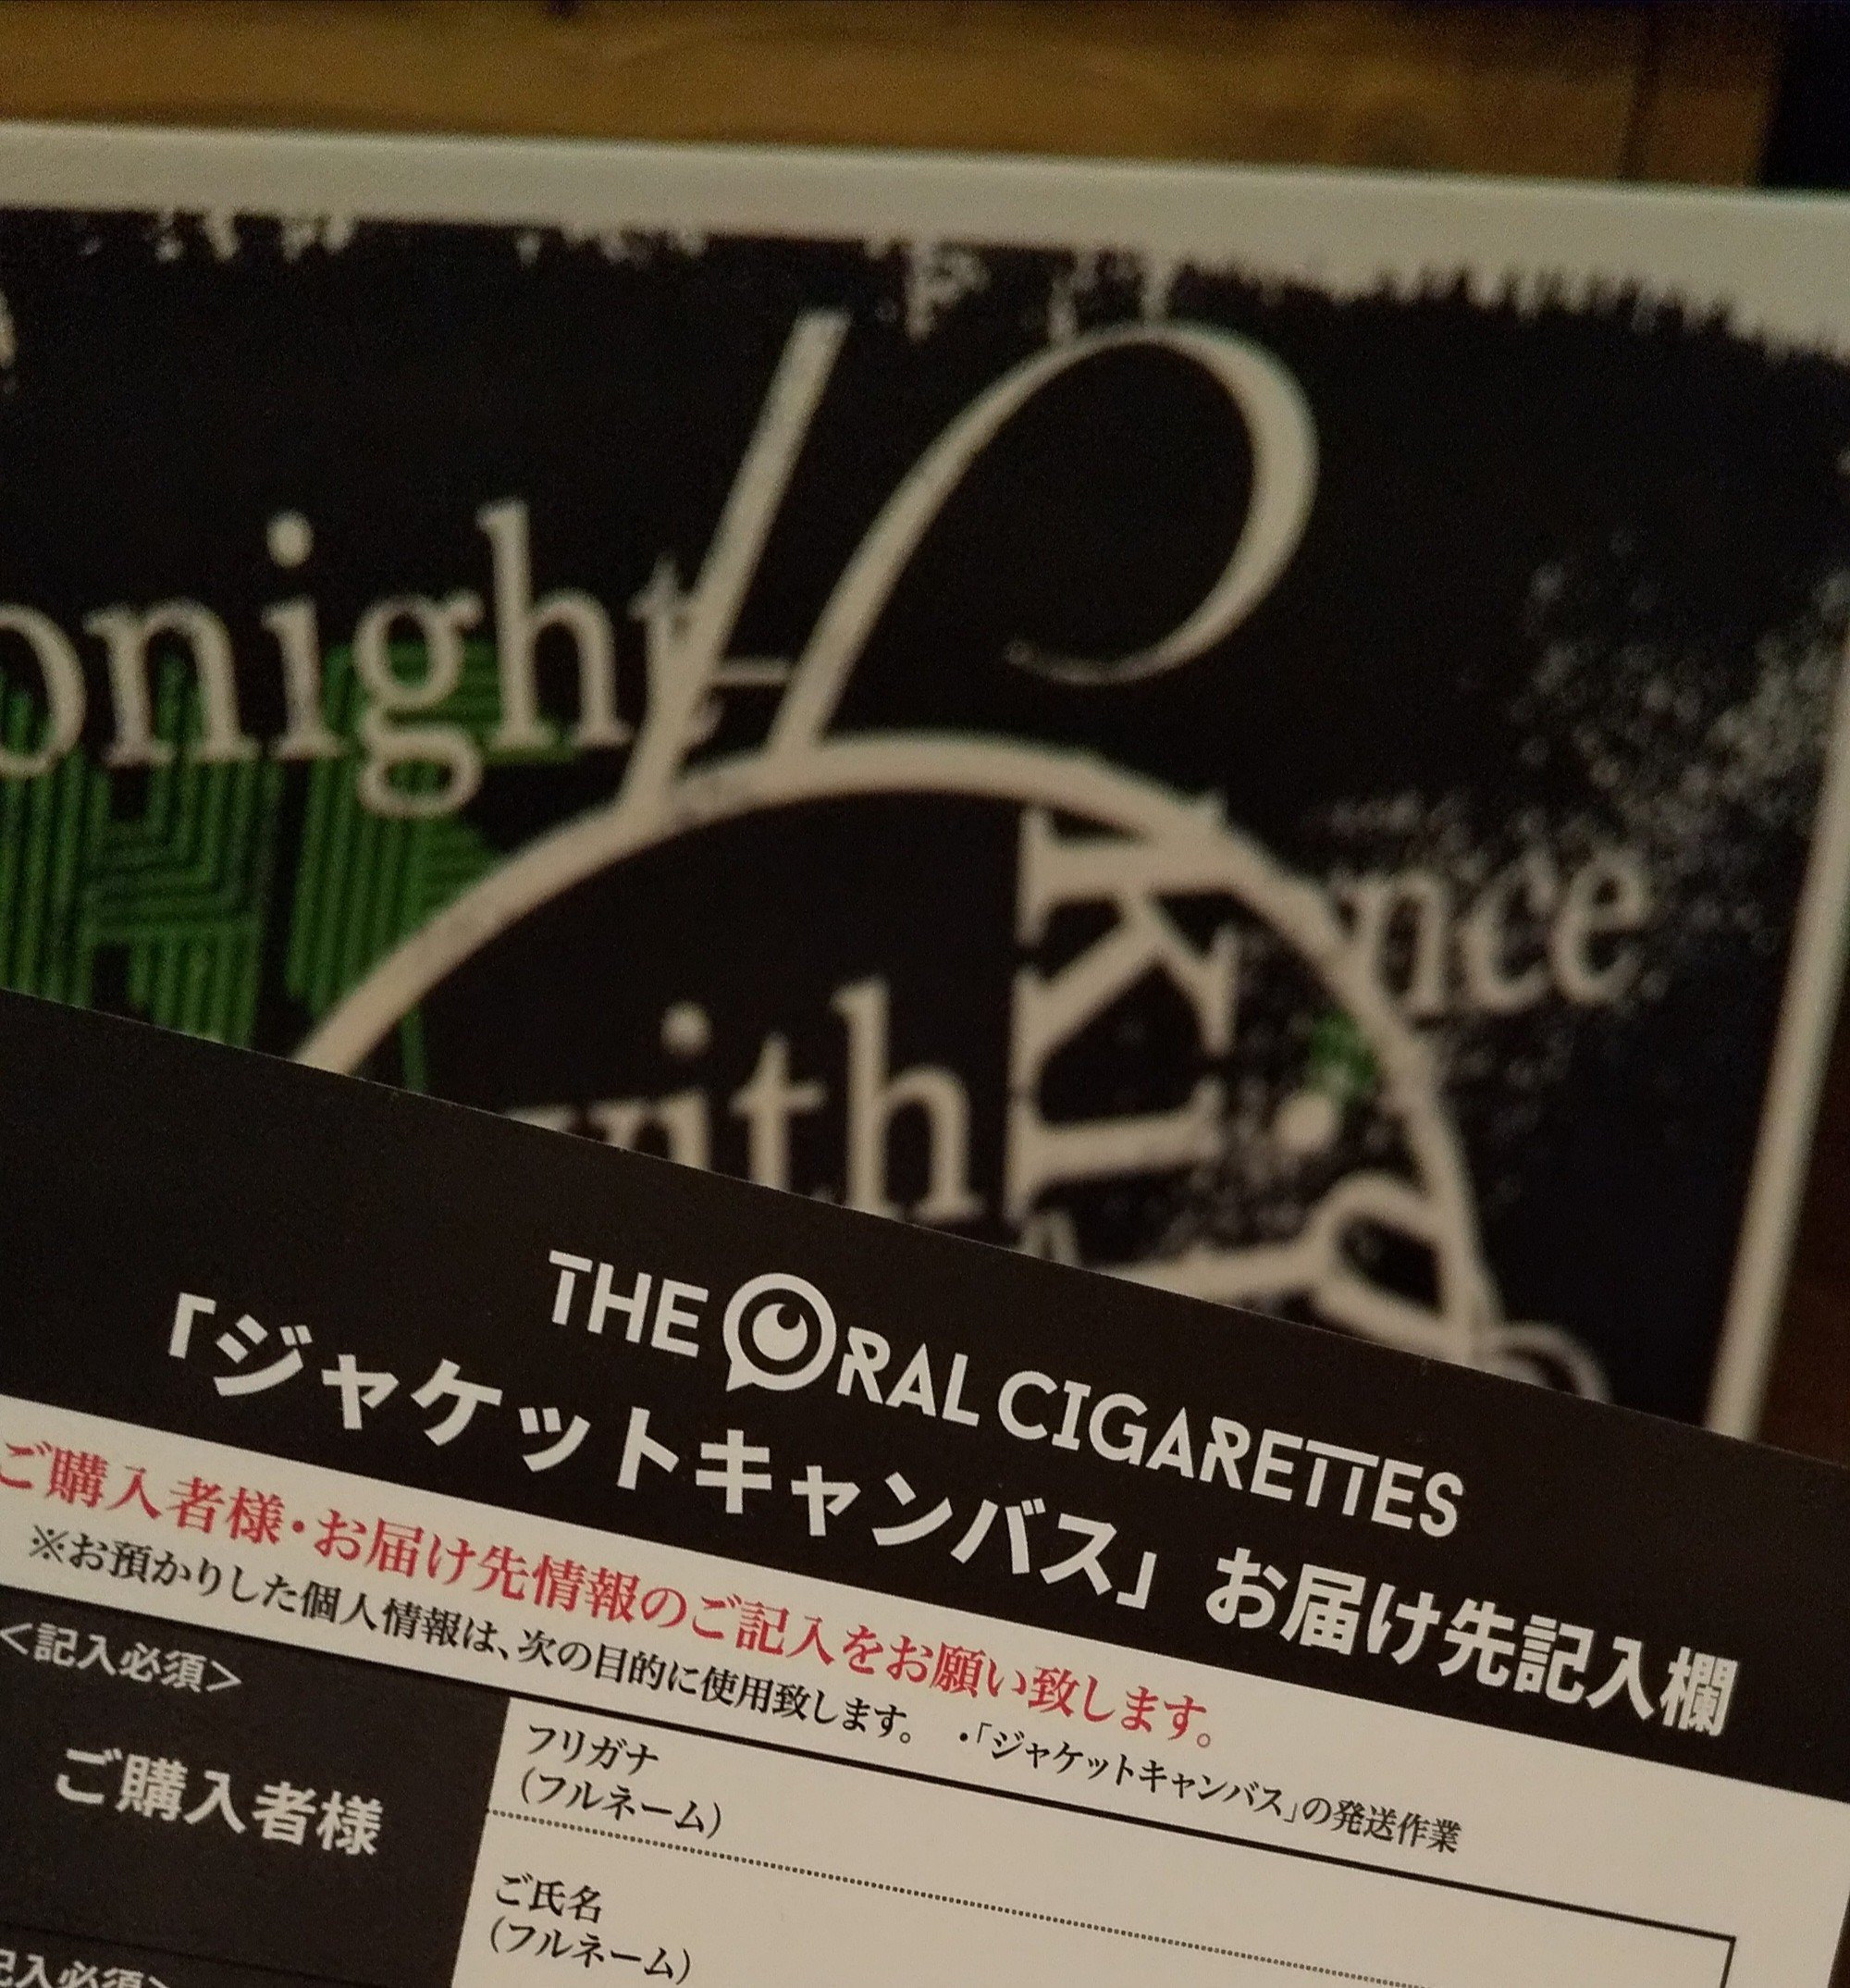 onight
nce
with
K
THE ORAL CIGARETTES
「ジャケットキャンバス」お届け先記入欄
ご購入者様・お届け先情報のご記入をお願い致します。
※お預かりした個人情報は、次の目的に使用致します。　・「ジャケットキャンバス」の発送作業
＜記入必須＞
ご購入者様
フリガナ
（フルネーム）
ご氏名
（フルネーム）
記入必須＞